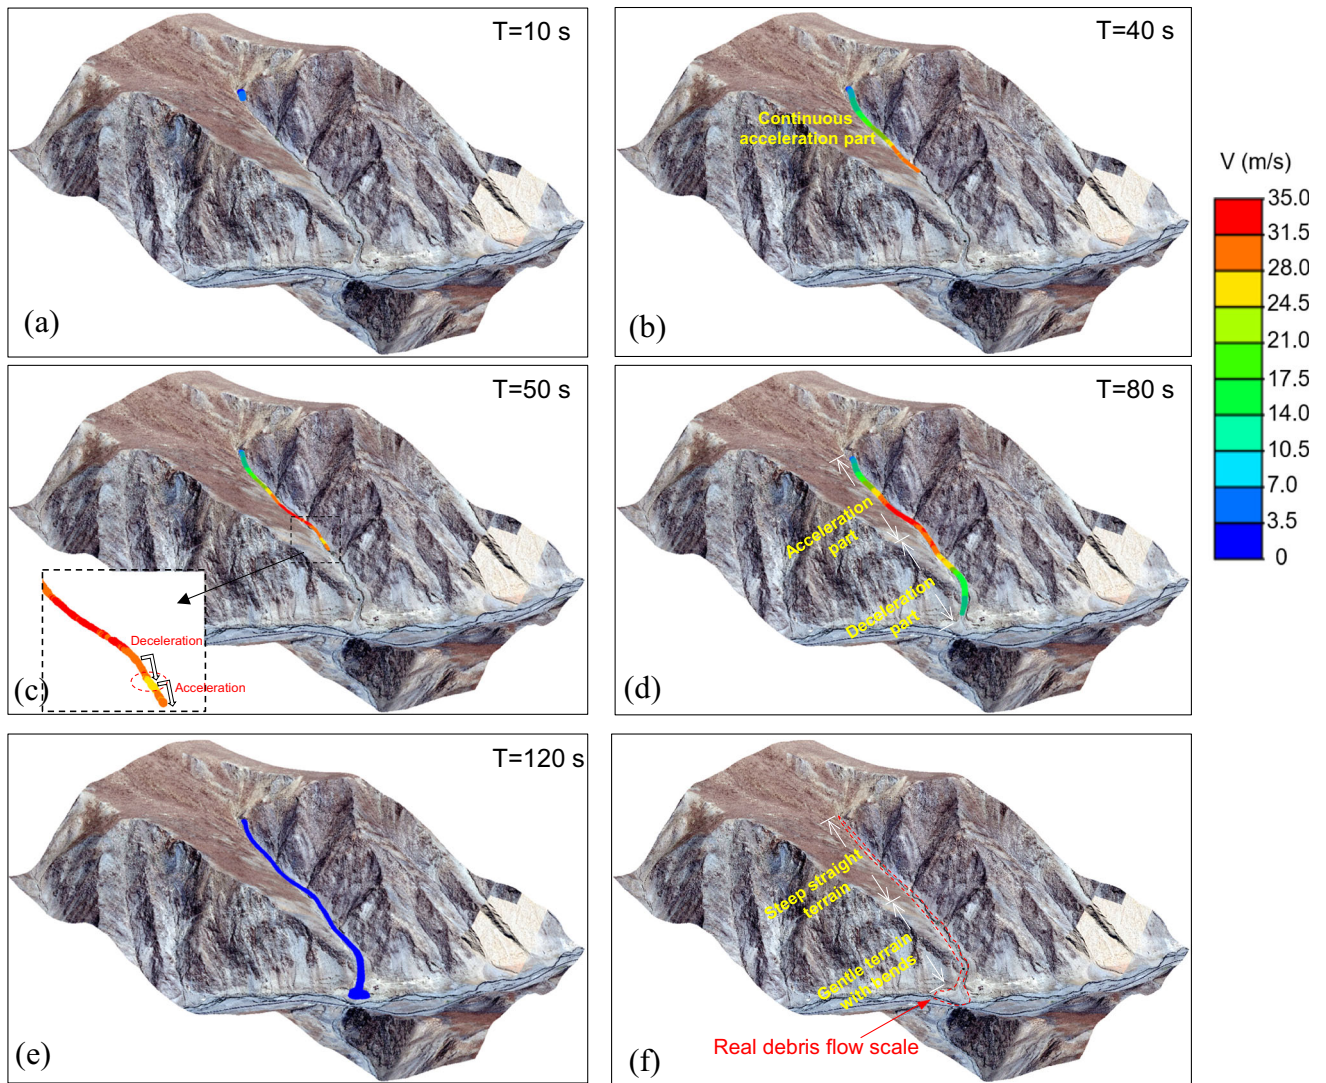 T=10 s
(a)
T=40 s
Continuous
acceleration part
(b)
V (m/s)
35.0
31.5
28.0
24.5
21.0
17.5
14.0
10.5
7.0
3.5
0
T=50 s
Deceleration
Acceleration
(c)
T=80 s
Acceleration
part
Deceleration
part
(d)
T=120 s
(e)
Steep straight
terrain
Gentle terrain
with bends
Real debris flow scale
(f)